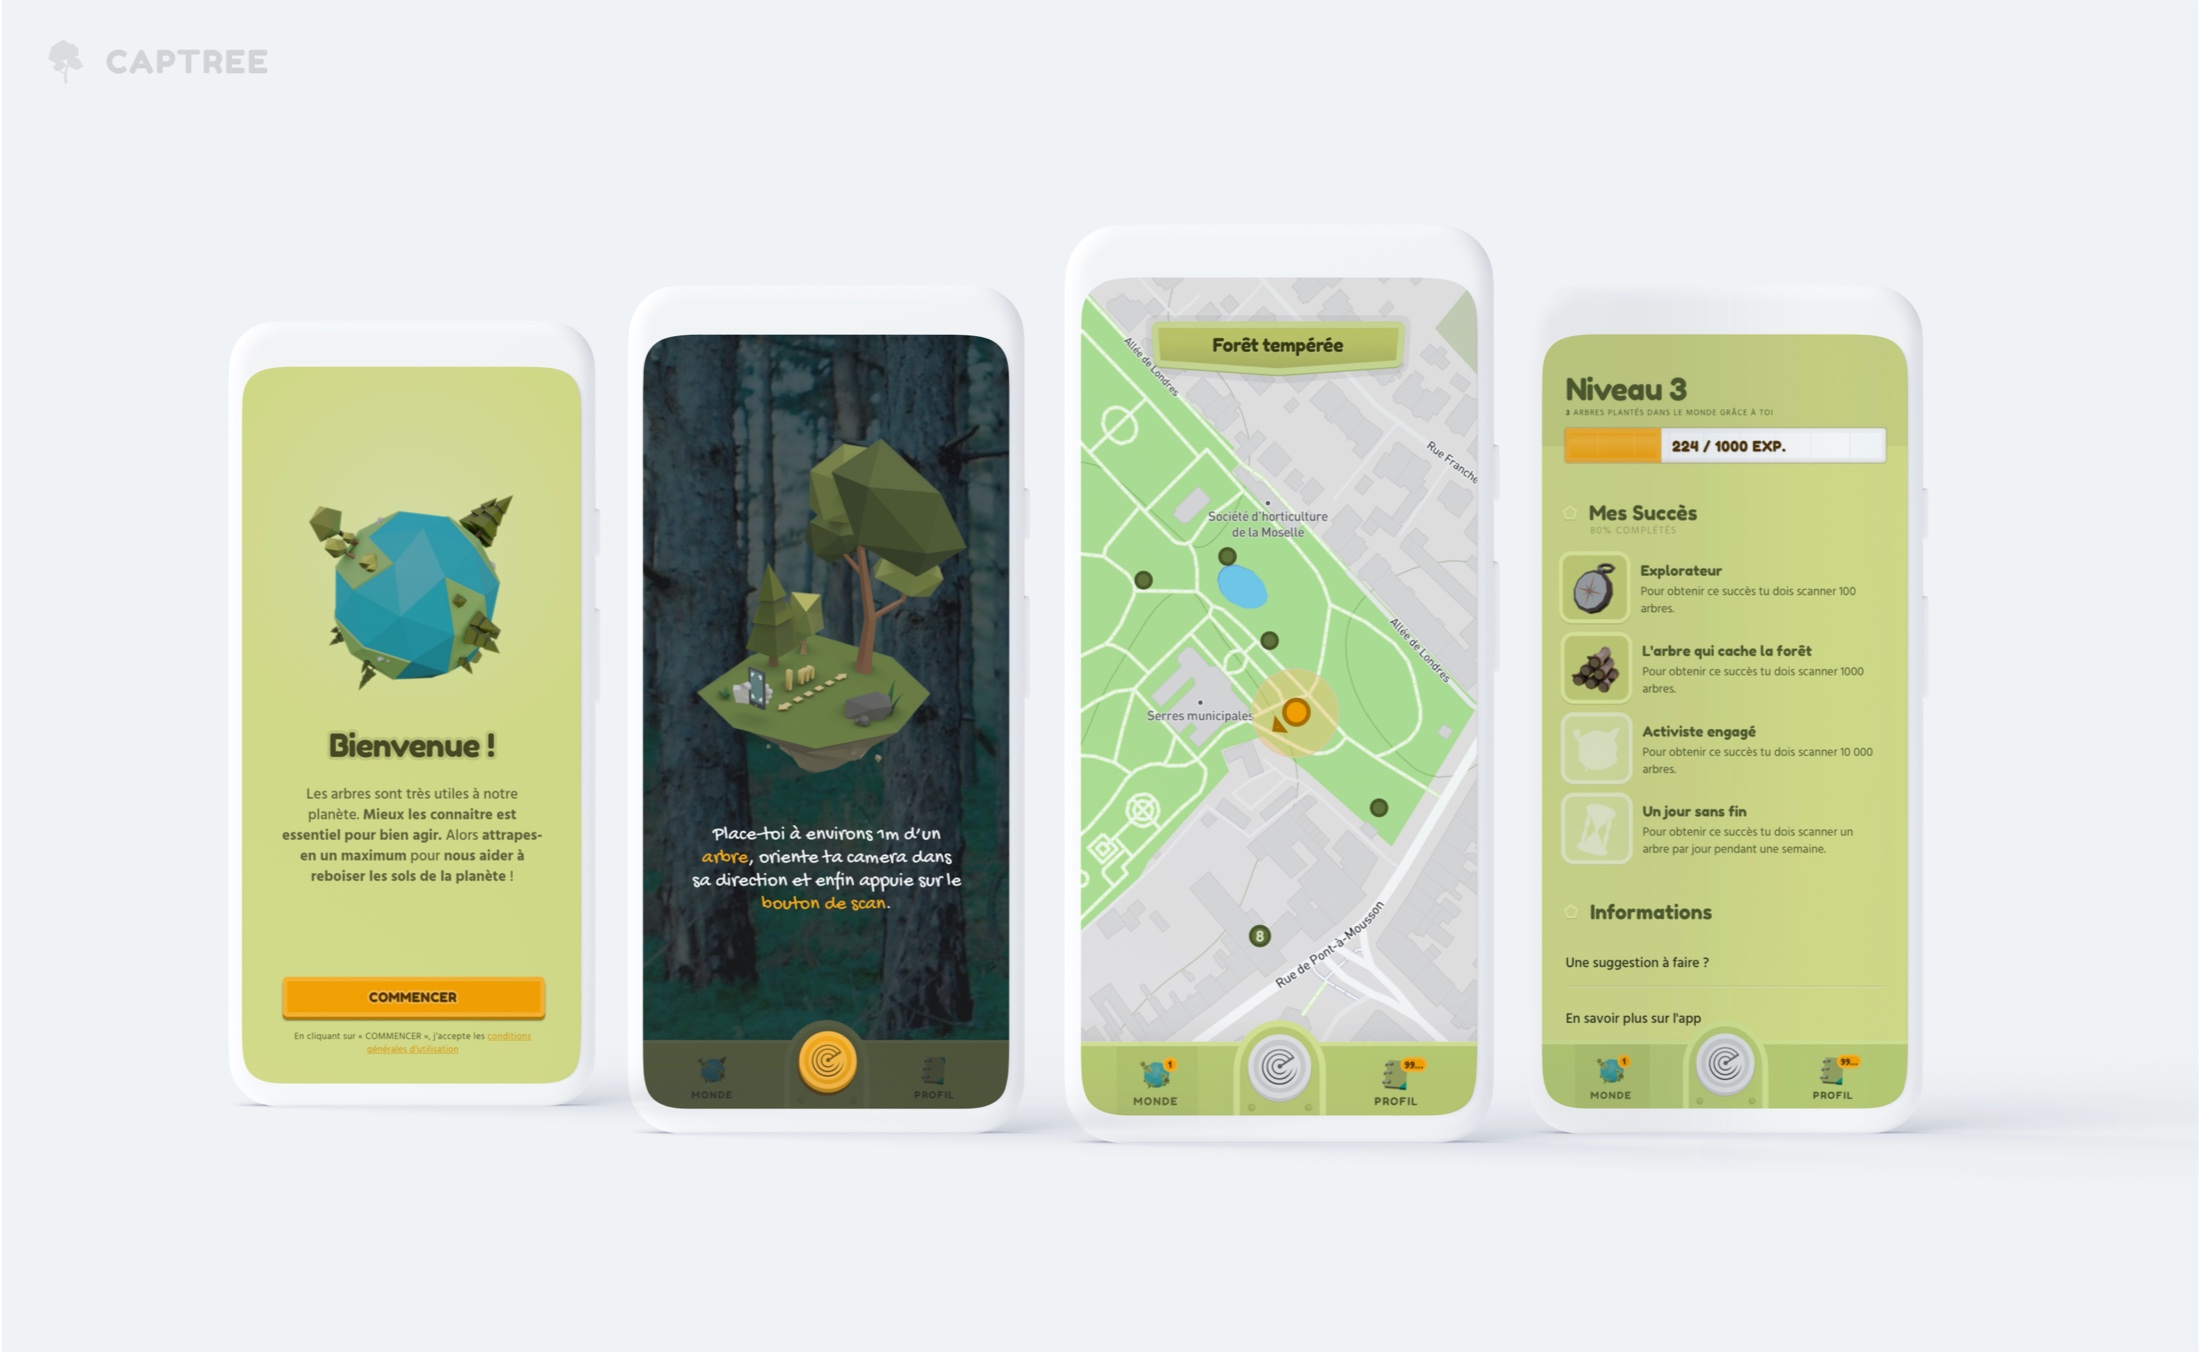 CAPTREE
Bienvenue !
Les arbres sont très utiles à notre
planète. Mieux les connaitre est
essentiel pour bien agir. Alors attrapes-
en un maximum pour nous aider à
reboiser les sols de la planète !
COMMENCER
En cliquant sur « COMMENCER », j'accepte les conditions
générales d'utilisation
Place-toi à environs 1m d'un
arbre, oriente ta camera dans
sa direction et enfin appuie sur le
bouton de scan.
MONDE
PROFIL
Forêt tempérée
Allée de Londres
Rue Franche
Société d'horticulture
de la Moselle
Allée de Londres
Serres municipales
8
Rue de Pont-à-Mousson
1
99...
MONDE
PROFIL
Niveau 3
3 ARBRES PLANTÉS DANS LE MONDE GRÂCE À TOI
224 / 1000 EXP.
Mes Succès
80% COMPLÉTÉS
Explorateur
Pour obtenir ce succès tu dois scanner 100
arbres.
L'arbre qui cache la forêt
Pour obtenir ce succès tu dois scanner 1000
arbres.
Activiste engagé
Pour obtenir ce succès tu dois scanner 10 000
arbres.
Un jour sans fin
Pour obtenir ce succès tu dois scanner un
arbre par jour pendant une semaine.
Informations
Une suggestion à faire ?
En savoir plus sur l'app
1
99...
MONDE
PROFIL